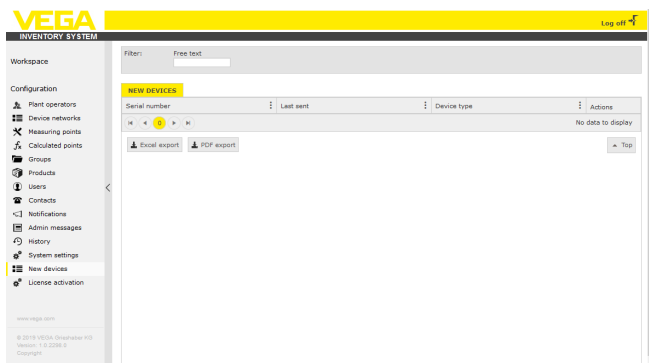 VEGA
INVENTORY SYSTEM
Log off
Workspace
Configuration
Plant operators
Device networks
Measuring points
Calculated points
Groups
Products
Users
Contacts
Notifications
Admin messages
History
System settings
New devices
License activation
www.vega.com
© 2019 VEGA Grieshaber KG
Version: 1.0.2298.0
Copyright
Filter:
Free text
NEW DEVICES
Serial number
Last sent
Device type
Actions
0
No data to display
Excel export
PDF export
Top